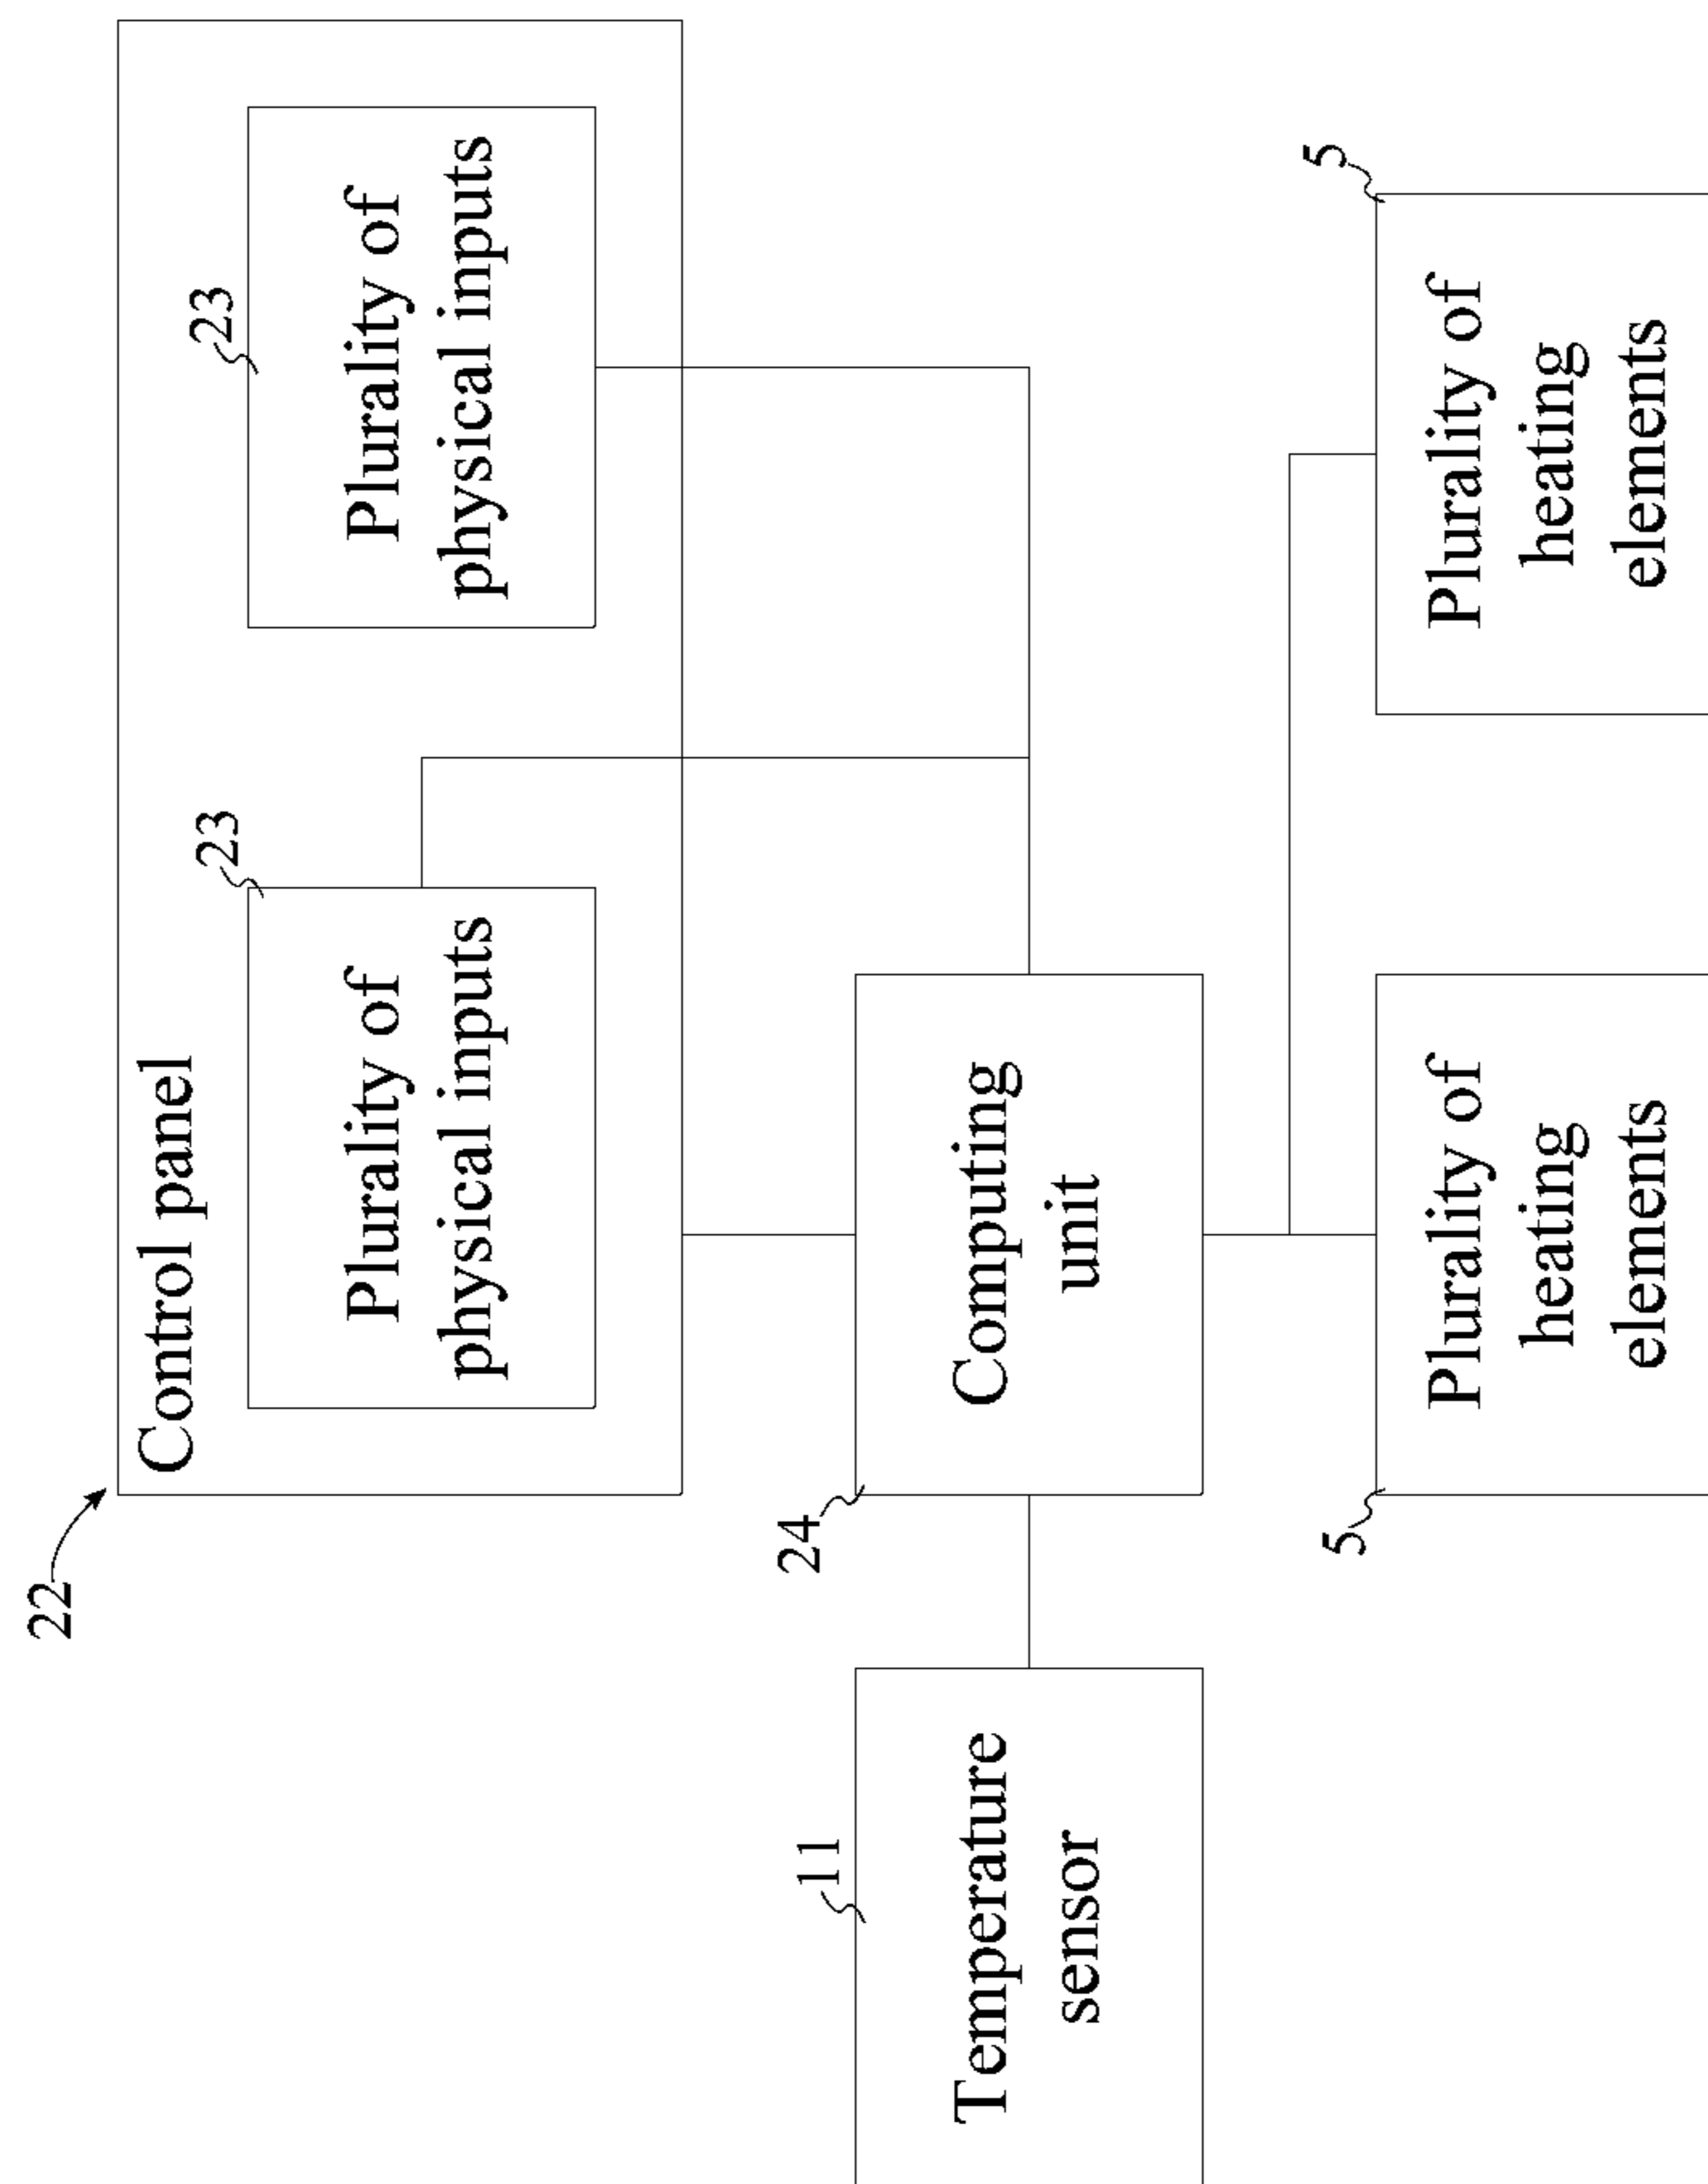 22
Control panel
23
Plurality of
physical inputs
23
Plurality of
physical inputs
11
Temperature
sensor
24
Computing
unit
5
Plurality of
heating
elements
5
Plurality of
heating
elements